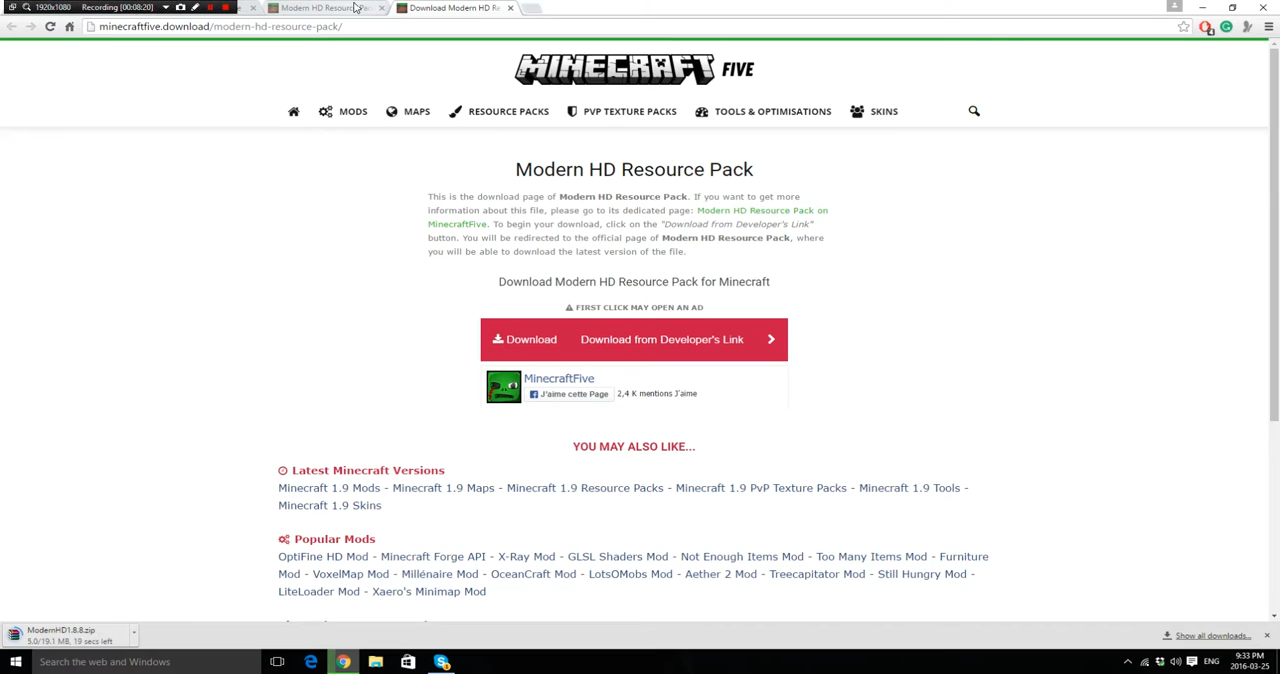 1920x1080 Recording [00:08:20] e Modern HD Resource Pac Download Modern HD Re
minecraftfive.download/modern-hd-resource-pack/
MINECRAFT FIVE
MODS MAPS RESOURCE PACKS PVP TEXTURE PACKS TOOLS & OPTIMISATIONS SKINS
Modern HD Resource Pack
This is the download page of Modern HD Resource Pack. If you want to get more
information about this file, please go to its dedicated page: Modern HD Resource Pack on
MinecraftFive. To begin your download, click on the "Download from Developer's Link"
button. You will be redirected to the official page of Modern HD Resource Pack, where
you will be able to download the latest version of the file.
Download Modern HD Resource Pack for Minecraft
FIRST CLICK MAY OPEN AN AD
Download Download from Developer's Link
MinecraftFive
J'aime cette Page 2,4 K mentions J'aime
YOU MAY ALSO LIKE...
Latest Minecraft Versions
Minecraft 1.9 Mods - Minecraft 1.9 Maps - Minecraft 1.9 Resource Packs - Minecraft 1.9 PvP Texture Packs - Minecraft 1.9 Tools -
Minecraft 1.9 Skins
Popular Mods
OptiFine HD Mod - Minecraft Forge API - X-Ray Mod - GLSL Shaders Mod - Not Enough Items Mod - Too Many Items Mod - Furniture
Mod - VoxelMap Mod - Millénaire Mod - OceanCraft Mod - LotsOMobs Mod - Aether 2 Mod - Treecapitator Mod - Still Hungry Mod -
LiteLoader Mod - Xaero's Minimap Mod
ModernHD1.8.8.zip
5.0/19.1 MB, 19 secs left
Show all downloads...
Search the web and Windows
ENG
9:33 PM
2016-03-25